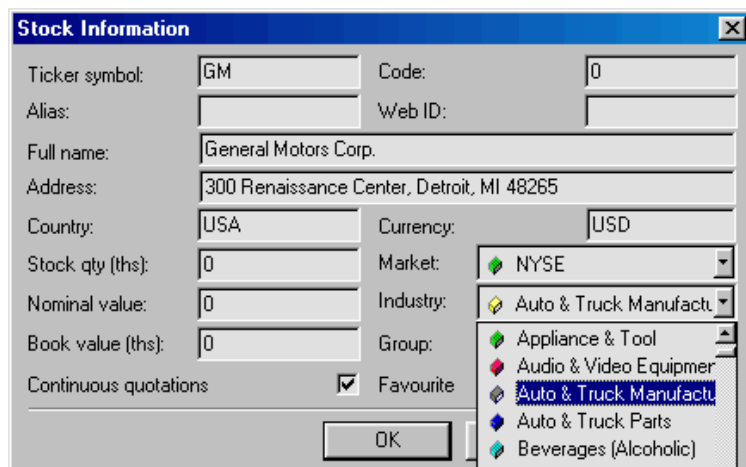 Stock Information
Ticker symbol: GM Code: 0
Alias: Web ID:
Full name: General Motors Corp.
Address: 300 Renaissance Center, Detroit, MI 48265
Country: USA Currency: USD
Stock qty (ths): 0 Market: NYSE
Nominal value: 0 Industry: Auto & Truck Manufactu
Book value (ths): 0 Group: Appliance & Tool
Audio & Video Equipmen
Continuous quotations Favourite Auto & Truck Manufactu
Auto & Truck Parts
OK Beverages (Alcoholic)